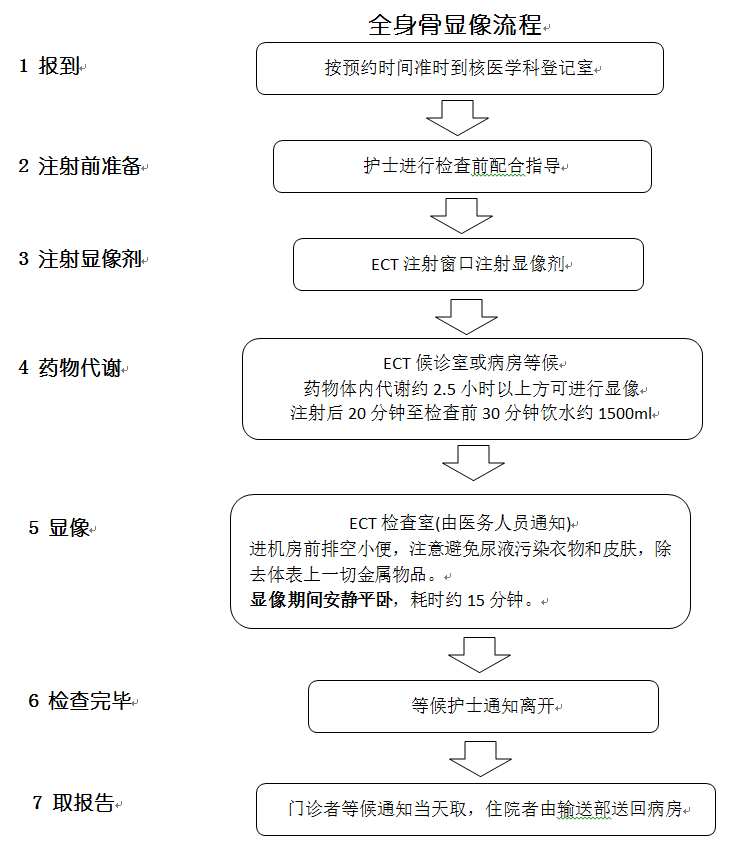 全身骨显像流程
1 报到
按预约时间准时到核医学科登记室
2 注射前准备
护士进行检查前配合指导
3 注射显像剂
ECT 注射窗口注射显像剂
4 药物代谢
ECT 候诊室或病房等候
药物体内代谢约 2.5 小时以上方可进行显像
注射后 20 分钟至检查前 30 分钟饮水约 1500ml
5 显像
ECT 检查室(由医务人员通知)
进机房前排空小便，注意避免尿液污染衣物和皮肤，除
去体表上一切金属物品。
显像期间安静平卧，耗时约 15 分钟。
6 检查完毕
等候护士通知离开
7 取报告
门诊者等候通知当天取，住院者由输送部送回病房